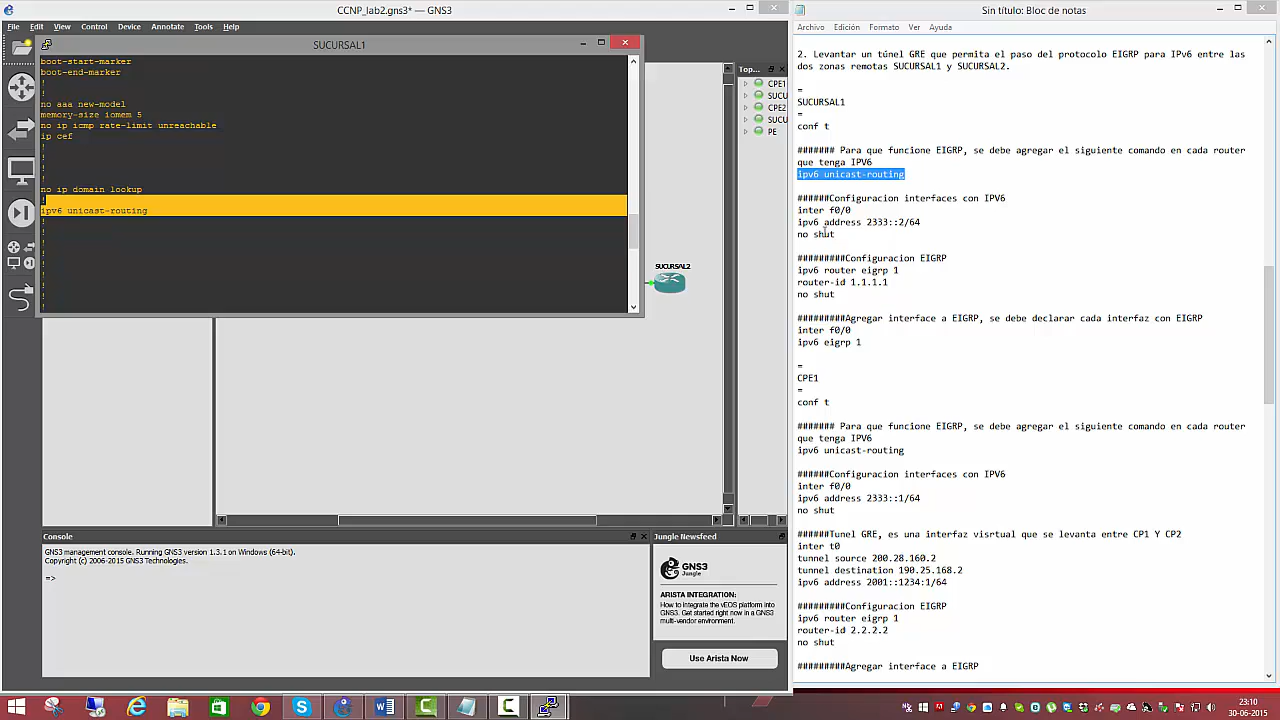 CCNP_lab2.gns3* — GNS3
File Edit View Control Device Annotate Tools Help
SUCURSAL1
boot-start-marker
boot-end-marker
!
!
no aaa new-model
memory-size iomem 5
no ip icmp rate-limit unreachable
ip cef
!
!
!
!
no ip domain lookup
!
ipv6 unicast-routing
!
!
!
!
!
!
!
!
!
Top...
CPE1
SUCU
CPE2
SUCU
PE
SUCURSAL2
Console
GNS3 management console. Running GNS3 version 1.3.1 on Windows (64-bit).
Copyright (c) 2006-2015 GNS3 Technologies.
=>
Jungle Newsfeed
GNS3
Jungle
ARISTA INTEGRATION:
How to integrate the vEOS platform into
GNS3. Get started right now in a GNS3
multi-vendor environment.
Use Arista Now
Sin título: Bloc de notas
Archivo Edición Formato Ver Ayuda
2. Levantar un túnel GRE que permita el paso del protocolo EIGRP para IPv6 entre las
dos zonas remotas SUCURSAL1 y SUCURSAL2.
=
SUCURSAL1
=
conf t
####### Para que funcione EIGRP, se debe agregar el siguiente comando en cada router
que tenga IPV6
ipv6 unicast-routing
######Configuracion interfaces con IPV6
inter f0/0
ipv6 address 2333::2/64
no shut
#########Configuracion EIGRP
ipv6 router eigrp 1
router-id 1.1.1.1
no shut
#########Agregar interface a EIGRP, se debe declarar cada interfaz con EIGRP
inter f0/0
ipv6 eigrp 1
=
CPE1
=
conf t
####### Para que funcione EIGRP, se debe agregar el siguiente comando en cada router
que tenga IPV6
ipv6 unicast-routing
######Configuracion interfaces con IPV6
inter f0/0
ipv6 address 2333::1/64
no shut
######Tunel GRE, es una interfaz visrtual que se levanta entre CP1 Y CP2
inter t0
tunnel source 200.28.160.2
tunnel destination 190.25.168.2
ipv6 address 2001::1234:1/64
#########Configuracion EIGRP
ipv6 router eigrp 1
router-id 2.2.2.2
no shut
#########Agregar interface a EIGRP
23:10
30-06-2015